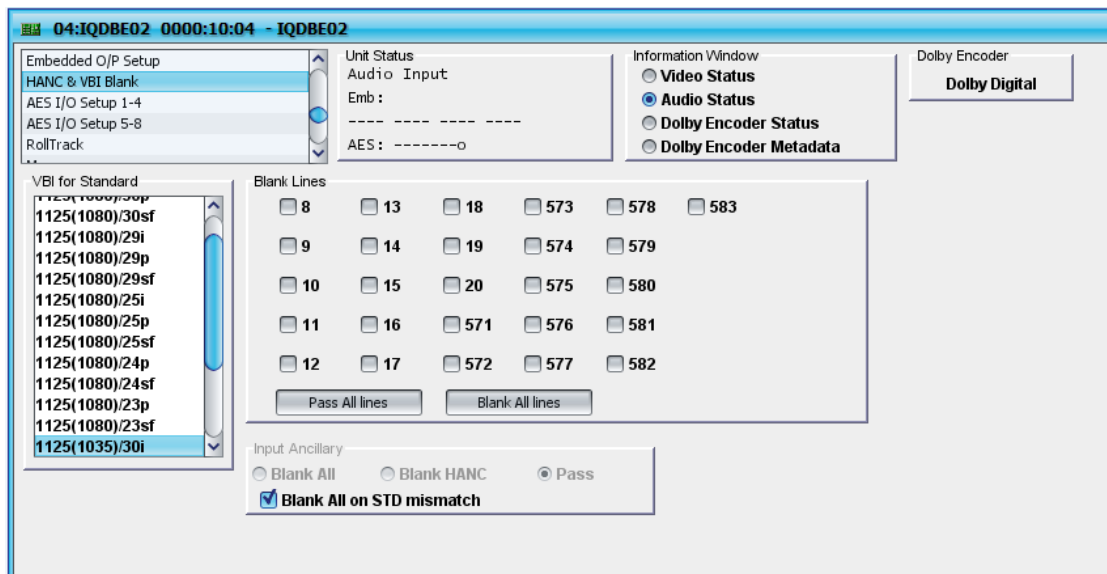 04:IQDBE02 0000:10:04 - IQDBE02
Embedded O/P Setup
HANC & VBI Blank
AES I/O Setup 1-4
AES I/O Setup 5-8
RollTrack
Unit Status
Audio Input
Emb:
---- ---- ---- ----
AES: -------o
Information Window
Video Status
Audio Status
Dolby Encoder Status
Dolby Encoder Metadata
Dolby Encoder
Dolby Digital
VBI for Standard
1125(1080)/30p
1125(1080)/30sf
1125(1080)/29i
1125(1080)/29p
1125(1080)/29sf
1125(1080)/25i
1125(1080)/25p
1125(1080)/25sf
1125(1080)/24p
1125(1080)/24sf
1125(1080)/23p
1125(1080)/23sf
1125(1035)/30i
Blank Lines
8 13 18 573 578 583
9 14 19 574 579
10 15 20 575 580
11 16 571 576 581
12 17 572 577 582
Pass All lines Blank All lines
Input Ancillary
Blank All Blank HANC Pass
Blank All on STD mismatch